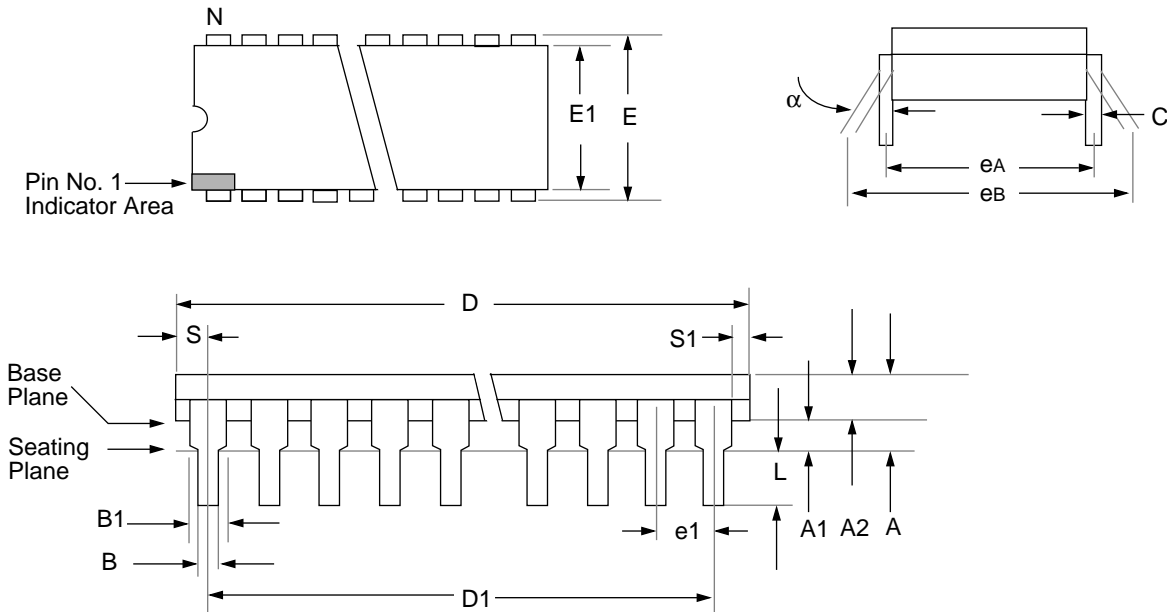 N
E1
E
Pin No. 1
Indicator Area
α
C
eA
eB
D
S
S1
Base
Plane
Seating
Plane
L
B1
e1
A1
A2
A
B
D1